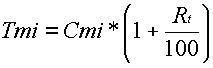 Tmi = Cmi * (1 + Rt/100)